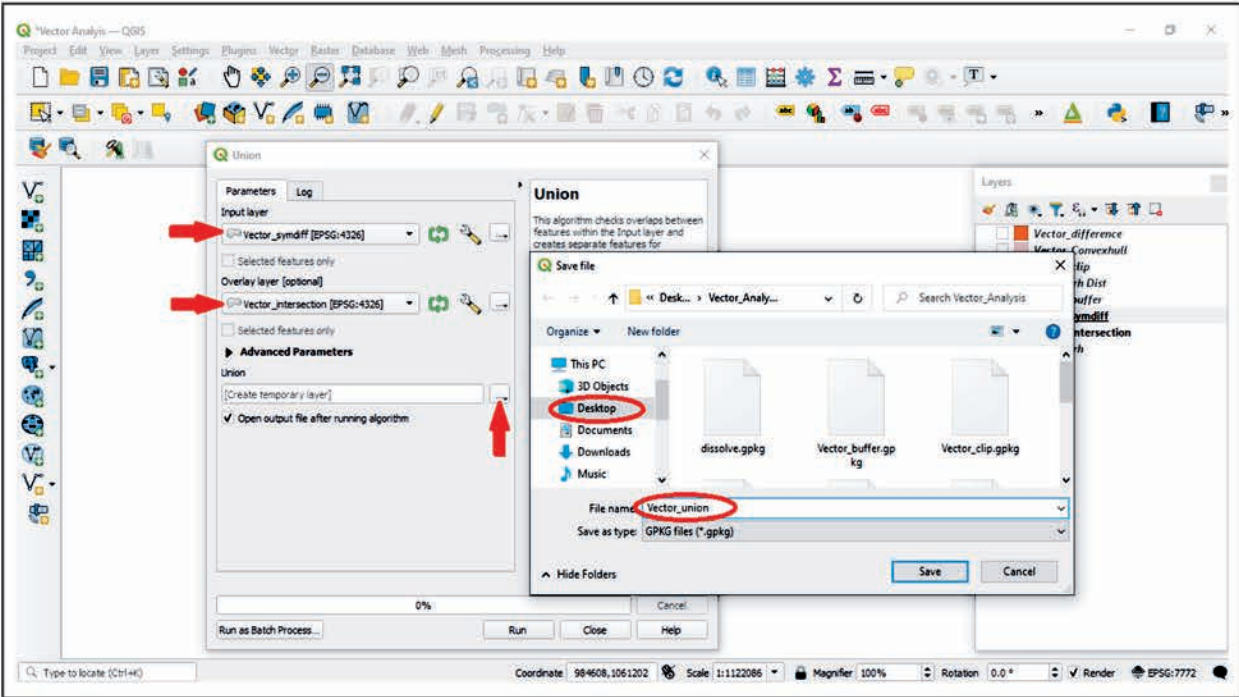 *Vector Analyis — QGIS
Project Edit View Layer Settings Plugins Vector Raster Database Web Mesh Processing Help
Union
Parameters Log
Input layer
Vector_symdiff [EPSG:4326]
Selected features only
Overlay layer [optional]
Vector_intersection [EPSG:4326]
Selected features only
Advanced Parameters
Union
[Create temporary layer]
Open output file after running algorithm
0%
Cancel
Run as Batch Process...
Run Close Help
Union
This algorithm checks overlaps between
features within the Input layer and
creates separate features for
Save file
« Desk... › Vector_Analy...
Search Vector_Analysis
Organize
New folder
This PC
3D Objects
Desktop
Documents
Downloads
Music
dissolve.gpkg
Vector_buffer.gp
kg
Vector_clip.gpkg
File name: Vector_union
Save as type: GPKG files (*.gpkg)
Hide Folders
Save
Cancel
Layers
Vector_difference
Vector_Convexhull
clip
rh Dist
buffer
symdiff
ntersection
rh
Type to locate (Ctrl+K)
Coordinate 984608,1061202 Scale 1:1122086 Magnifier 100% Rotation 0.0 ° Render EPSG:7772